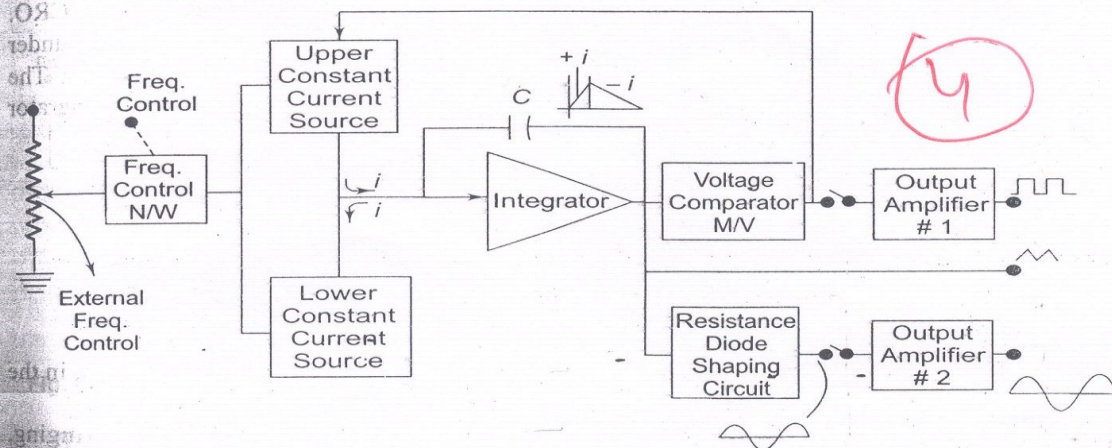 Upper
Constant
Current
Source
Freq.
Control
Freq.
Control
N/W
External
Freq.
Control
Lower
Constant
Current
Source
i
i
C
+ i
– i
Integrator
Voltage
Comparator
M/V
Output
Amplifier
# 1
Resistance
Diode
Shaping
Circuit
Output
Amplifier
# 2
4